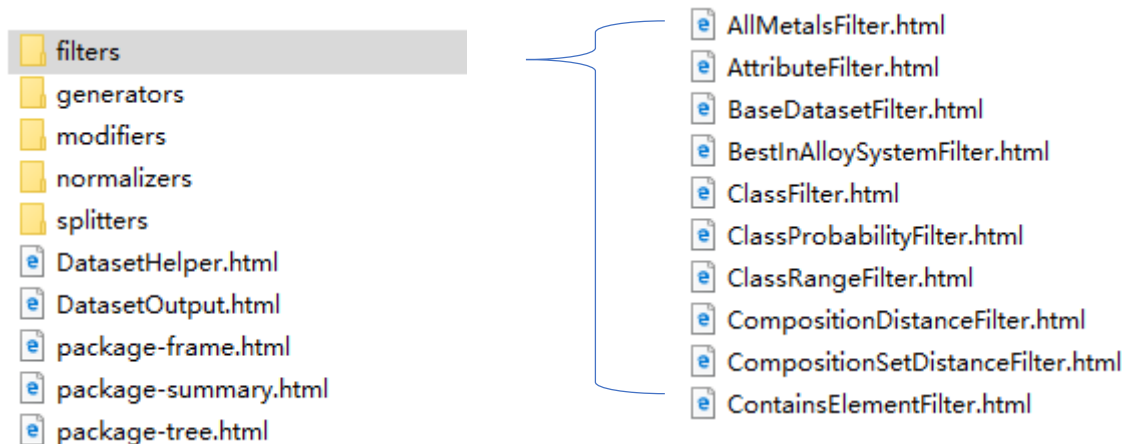 filters
generators
modifiers
normalizers
splitters
DatasetHelper.html
DatasetOutput.html
package-frame.html
package-summary.html
package-tree.html
AllMetalsFilter.html
AttributeFilter.html
BaseDatasetFilter.html
BestInAlloySystemFilter.html
ClassFilter.html
ClassProbabilityFilter.html
ClassRangeFilter.html
CompositionDistanceFilter.html
CompositionSetDistanceFilter.html
ContainsElementFilter.html